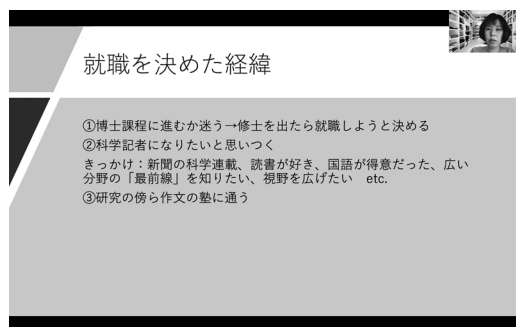 就職を決めた経緯
①博士課程に進むか迷う→修士を出たら就職しようと決める
②科学記者になりたいと思いつく
きっかけ：新聞の科学連載、読書が好き、国語が得意だった、広い
分野の「最前線」を知りたい、視野を広げたい　etc.
③研究の傍ら作文の塾に通う